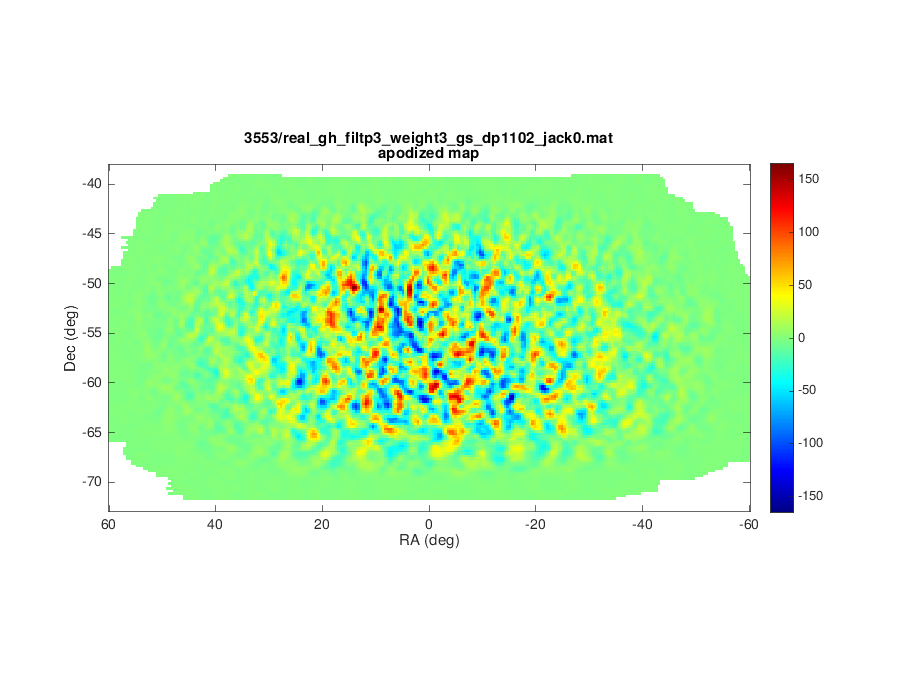 3553/real_gh_filtp3_weight3_gs_dp1102_jack0.mat
apodized map
-40
-45
-50
-55
-60
-65
-70
Dec (deg)
60 40 20 0 -20 -40 -60
RA (deg)
150
100
50
0
-50
-100
-150